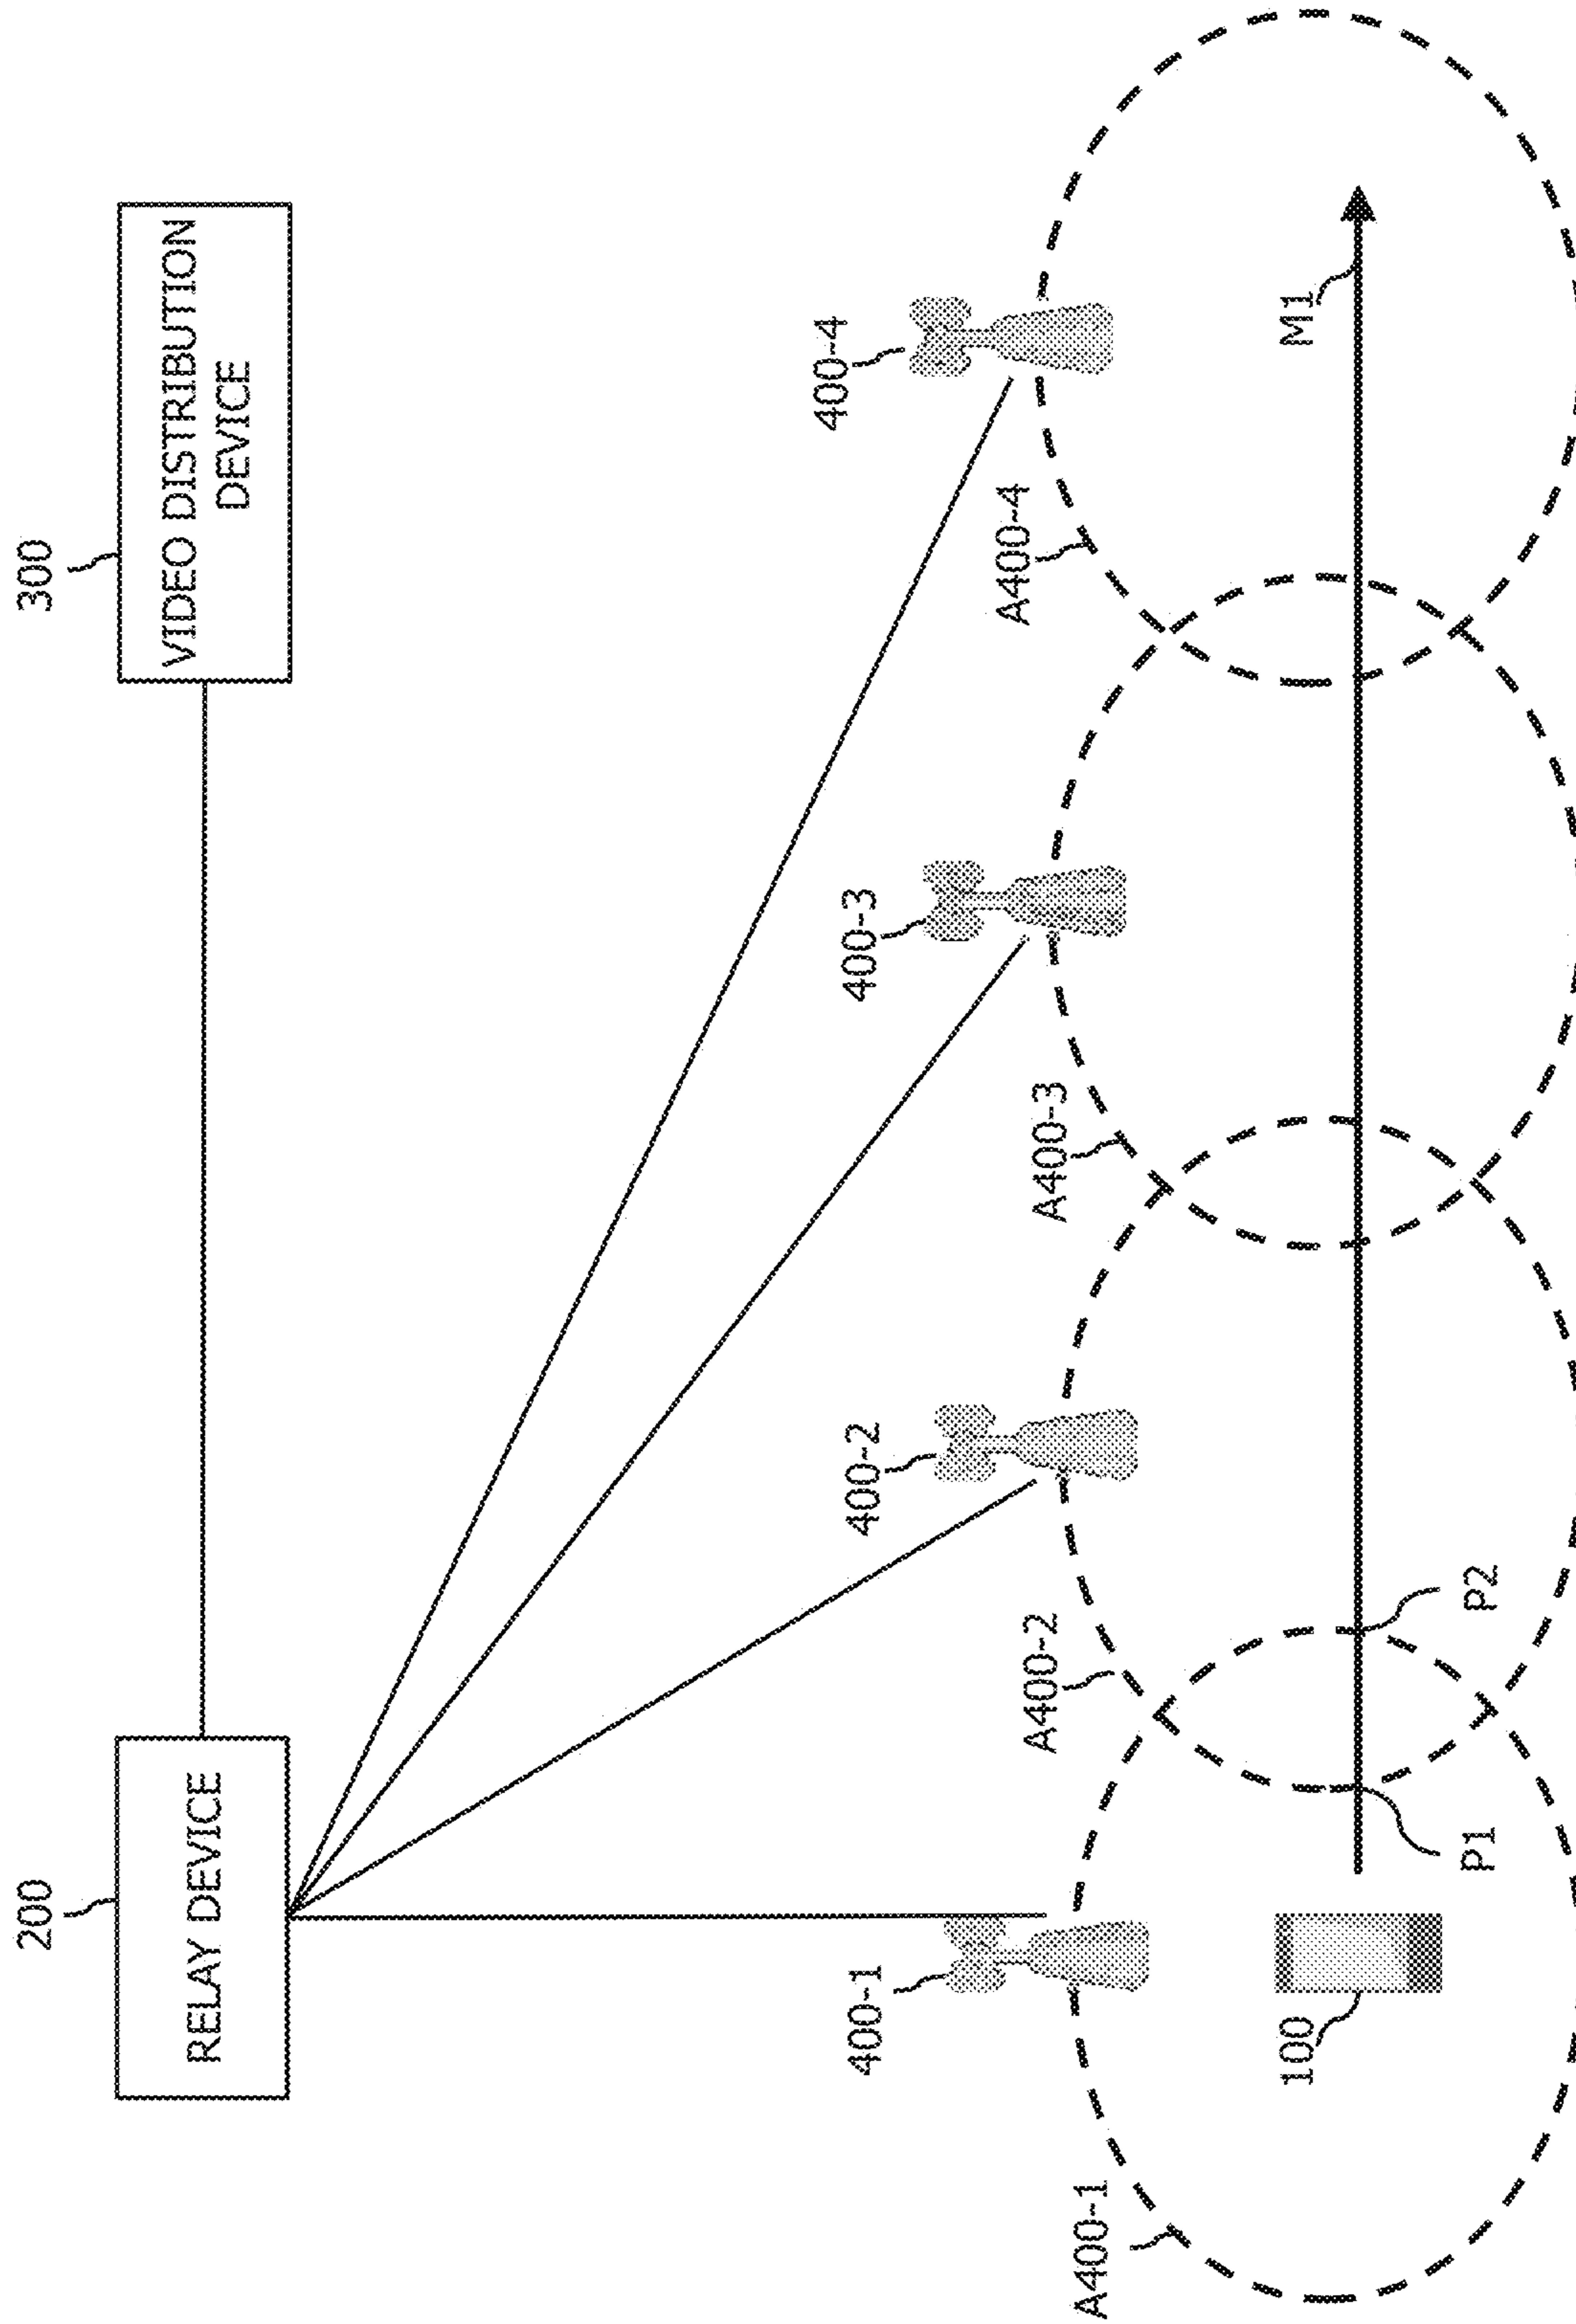 200
RELAY DEVICE
300
VIDEO DISTRIBUTION
DEVICE
400-1
400-2
400-3
400-4
A400-1
A400-2
A400-3
A400-4
100
P1
P2
M1